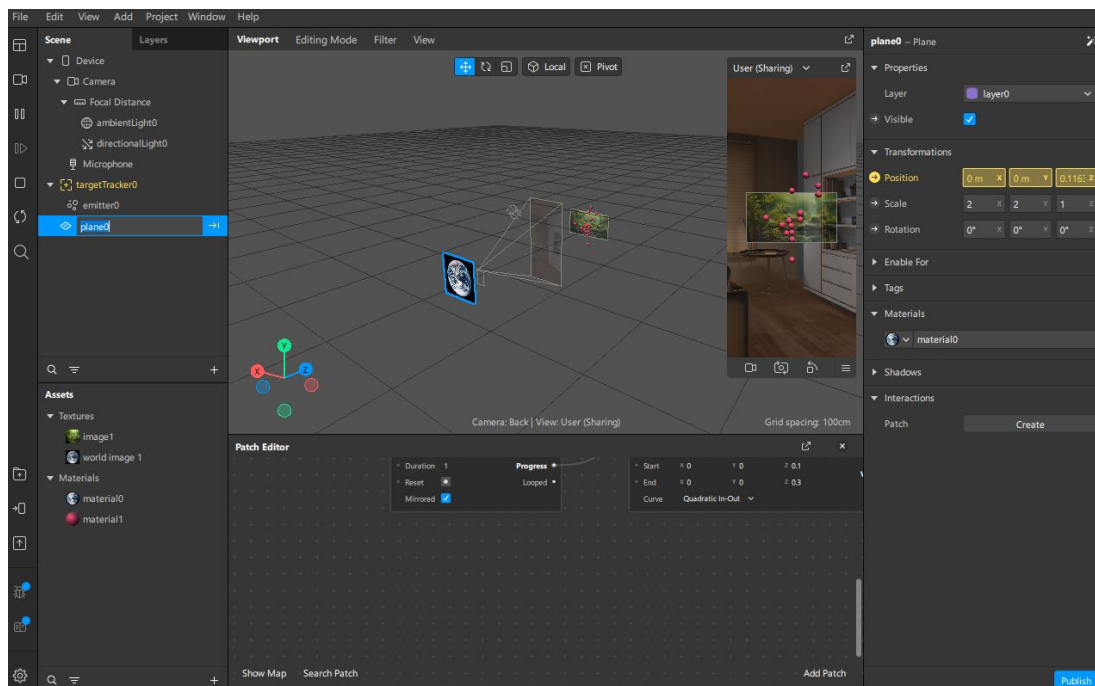 File Edit View Add Project Window Help
Scene Layers
Device
Camera
Focal Distance
ambientLight0
directionalLight0
Microphone
targetTracker0
emitter0
plane0
Assets
Textures
image1
world image 1
Materials
material0
material1
Viewport Editing Mode Filter View
Local Pivot
User (Sharing)
X
Y
Z
Camera: Back | View: User (Sharing)
Grid spacing: 100cm
Patch Editor
Duration 1 Progress
Reset Looped
Mirrored
Start X 0 Y 0 Z 0.1
End X 0 Y 0 Z 0.3
Curve Quadratic In-Out
Show Map Search Patch Add Patch
plane0 – Plane
Properties
Layer layer0
Visible
Transformations
Position 0 m X 0 m Y 0.116 Z
Scale 2 X 2 Y 1 Z
Rotation 0° X 0° Y 0° Z
Enable For
Tags
Materials
material0
Shadows
Interactions
Patch Create
Publish